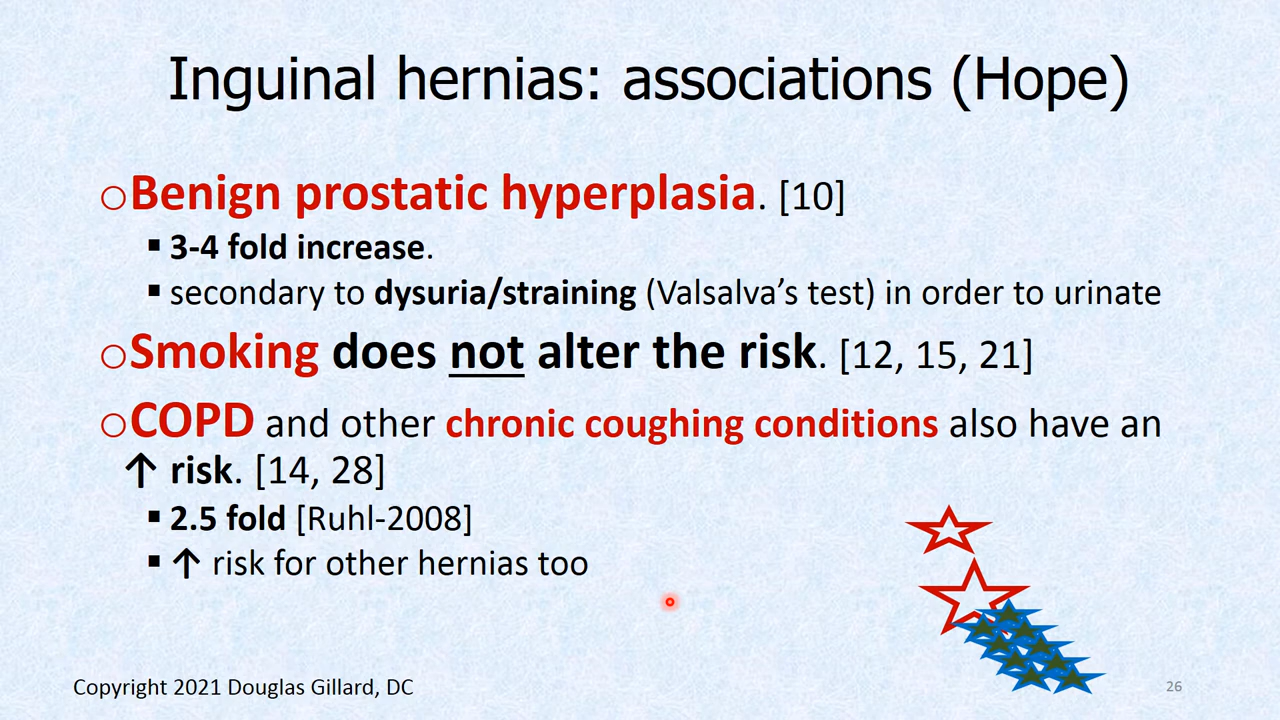 Inguinal hernias: associations (Hope)
○Benign prostatic hyperplasia. [10]
▪ 3-4 fold increase.
▪ secondary to dysuria/straining (Valsalva’s test) in order to urinate
○Smoking does not alter the risk. [12, 15, 21]
○COPD and other chronic coughing conditions also have an
↑ risk. [14, 28]
▪ 2.5 fold [Ruhl-2008]
▪ ↑ risk for other hernias too
Copyright 2021 Douglas Gillard, DC
26